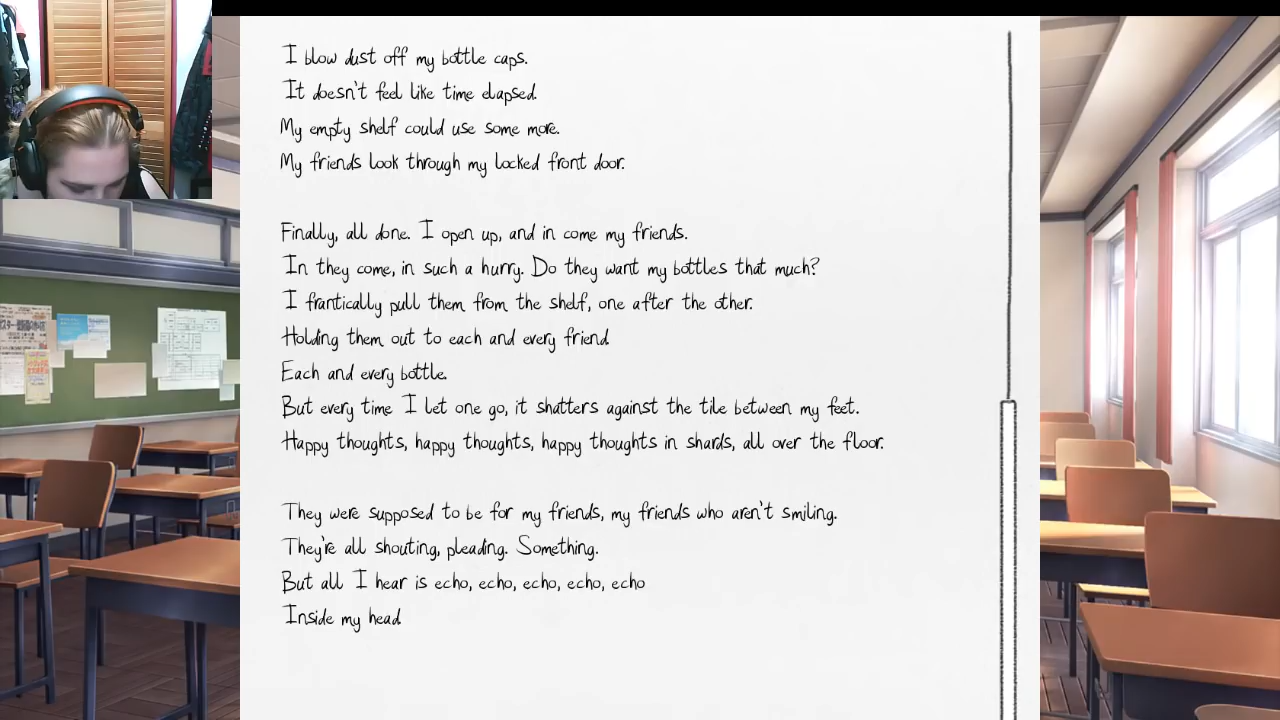 I blow dust off my bottle caps.
It doesn't feel like time elapsed.
My empty shelf could use some more.
My friends look through my locked front door.
Finally, all done. I open up, and in come my friends.
In they come, in such a hurry. Do they want my bottles that much?
I frantically pull them from the shelf, one after the other.
Holding them out to each and every friend.
Each and every bottle.
But every time I let one go, it shatters against the tile between my feet.
Happy thoughts, happy thoughts, happy thoughts in shards, all over the floor.
They were supposed to be for my friends, my friends who aren't smiling.
They're all shouting, pleading. Something.
But all I hear is echo, echo, echo, echo, echo
Inside my head.